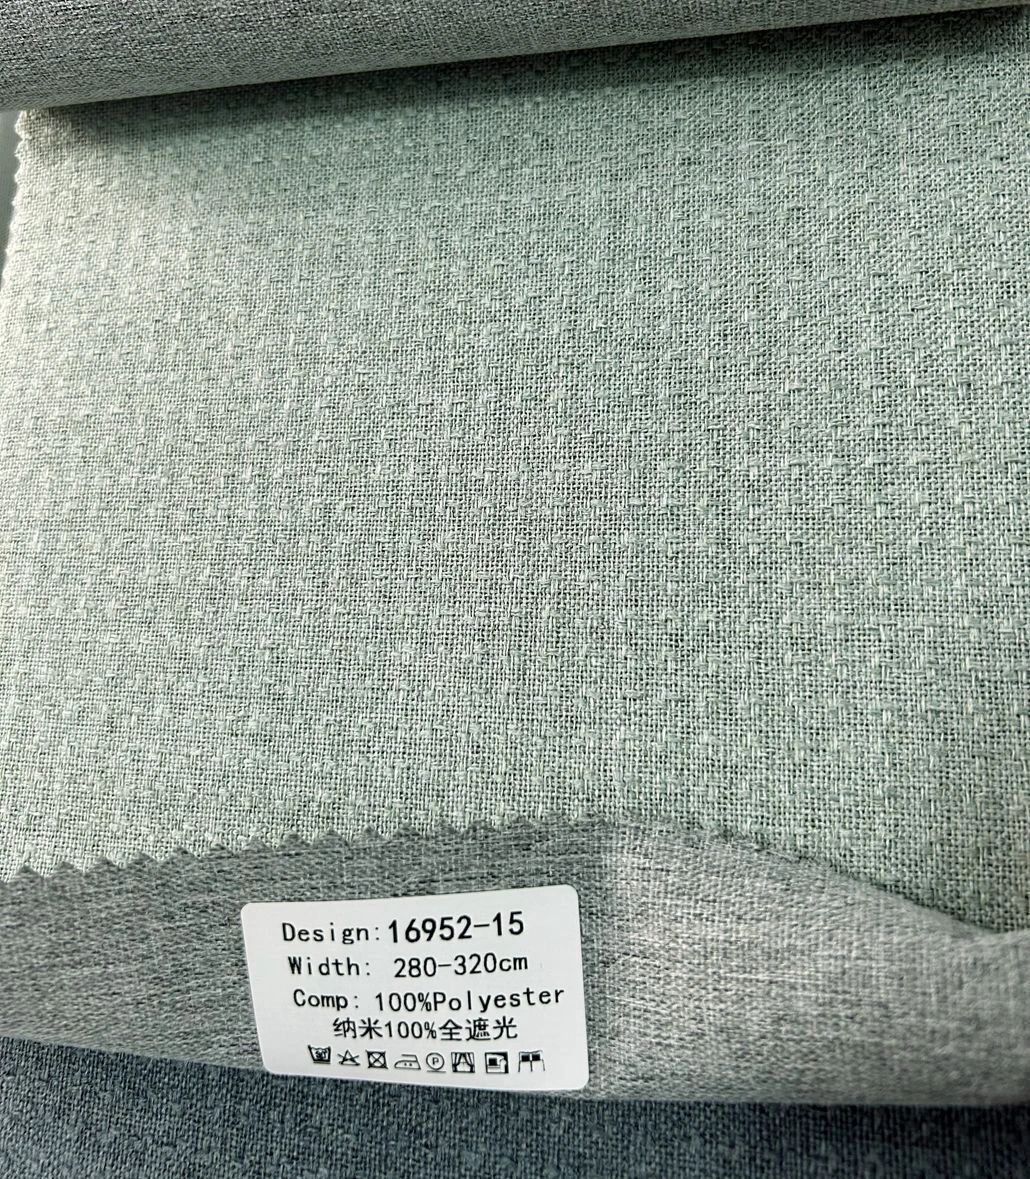 Design:16952-15
Width: 280-320cm
Comp: 100%Polyester
纳米100%全遮光